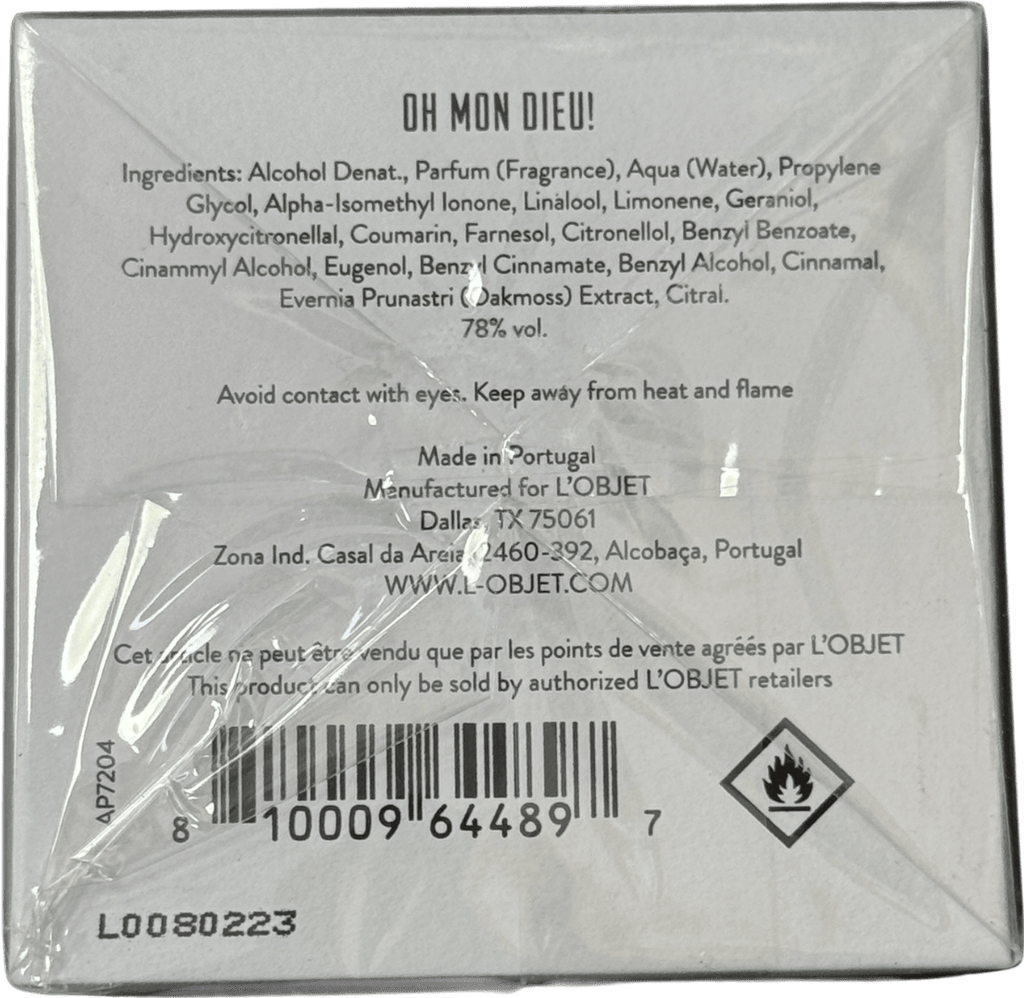 OH MON DIEU!
Ingredients: Alcohol Denat., Parfum (Fragrance), Aqua (Water), Propylene
Glycol, Alpha-Isomethyl Ionone, Linalool, Limonene, Geraniol,
Hydroxycitronellal, Coumarin, Farnesol, Citronellol, Benzyl Benzoate,
Cinammyl Alcohol, Eugenol, Benzyl Cinnamate, Benzyl Alcohol, Cinnamal,
Evernia Prunastri (Oakmoss) Extract, Citral.
78% vol.
Avoid contact with eyes. Keep away from heat and flame
Made in Portugal
Manufactured for L'OBJET
Dallas, TX 75061
Zona Ind. Casal da Areia, 2460-392, Alcobaça, Portugal
WWW.L-OBJET.COM
Cet article ne peut être vendu que par les points de vente agréés par L'OBJET
This product can only be sold by authorized L'OBJET retailers
AP7204
8 10009 64489 7
L0080223